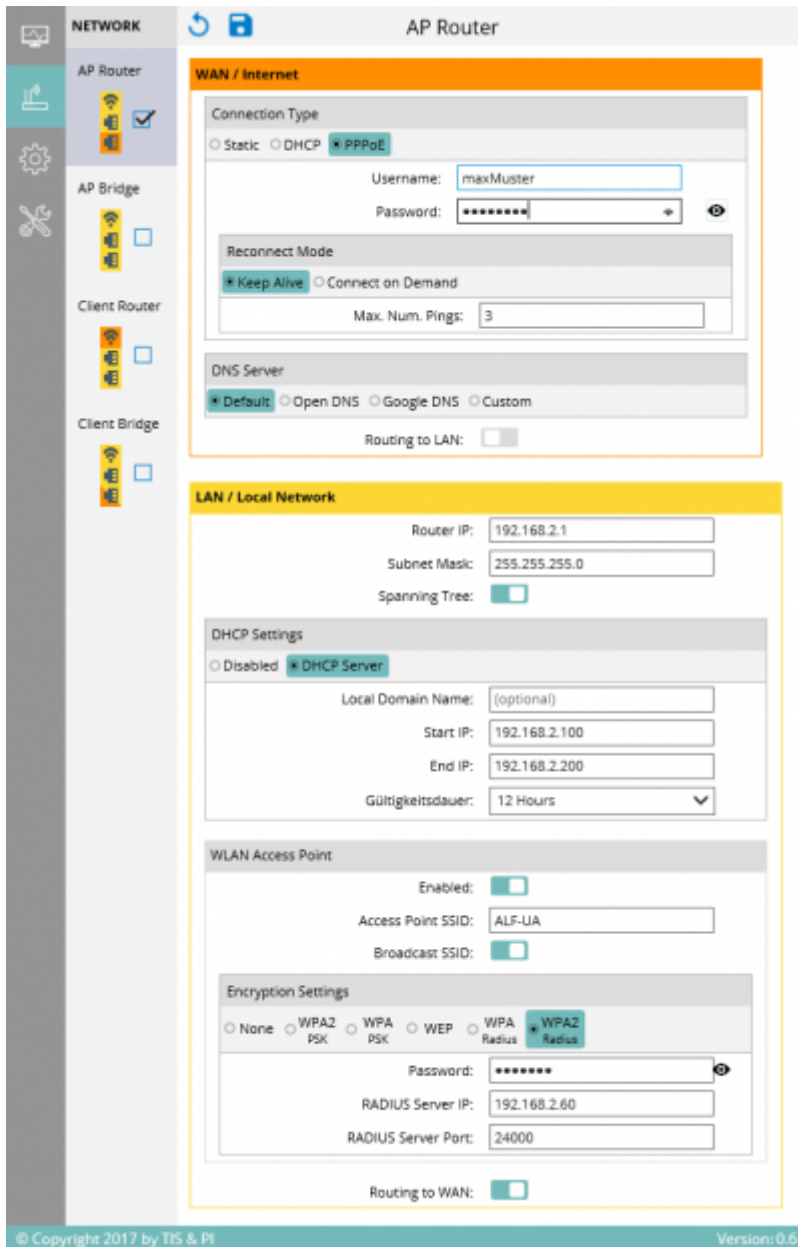 NETWORK
AP Router
AP Router
AP Bridge
Client Router
Client Bridge
WAN / Internet
Connection Type
Static DHCP PPPoE
Username: maxMuster
Password: ••••••••
Reconnect Mode
Keep Alive Connect on Demand
Max. Num. Pings: 3
DNS Server
Default Open DNS Google DNS Custom
Routing to LAN:
LAN / Local Network
Router IP: 192.168.2.1
Subnet Mask: 255.255.255.0
Spanning Tree:
DHCP Settings
Disabled DHCP Server
Local Domain Name: (optional)
Start IP: 192.168.2.100
End IP: 192.168.2.200
Gültigkeitsdauer: 12 Hours
WLAN Access Point
Enabled:
Access Point SSID: ALF-UA
Broadcast SSID:
Encryption Settings
None WPA2 PSK WPA PSK WEP WPA Radius WPA2 Radius
Password: •••••••
RADIUS Server IP: 192.168.2.60
RADIUS Server Port: 24000
Routing to WAN:
© Copyright 2017 by TIS & PI Version: 0.6